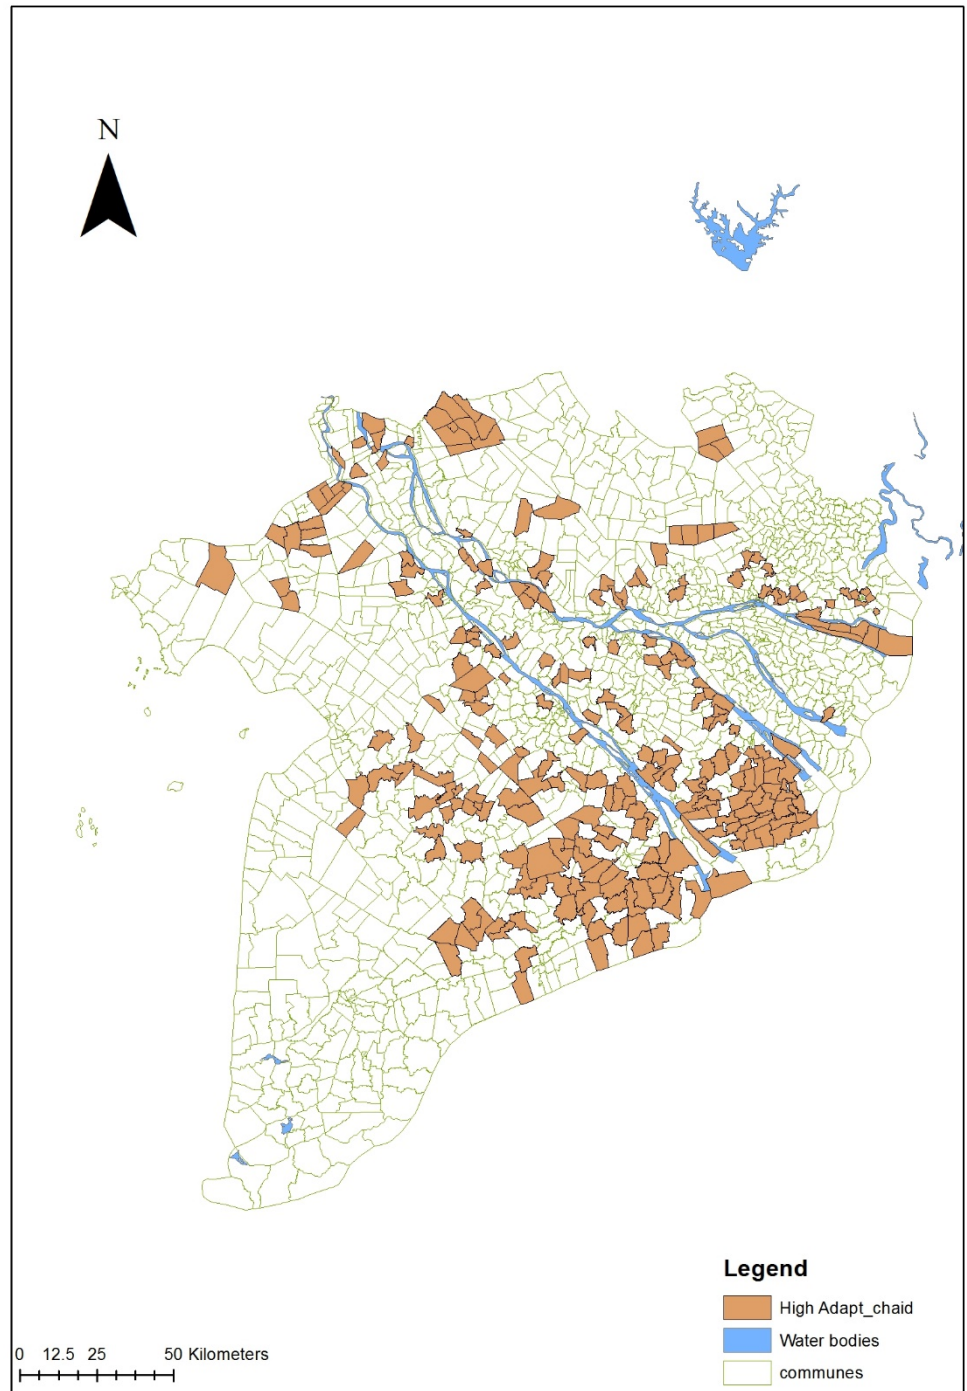 N
Legend
High Adapt_chaid
Water bodies
communes
0 12.5 25 50 Kilometers